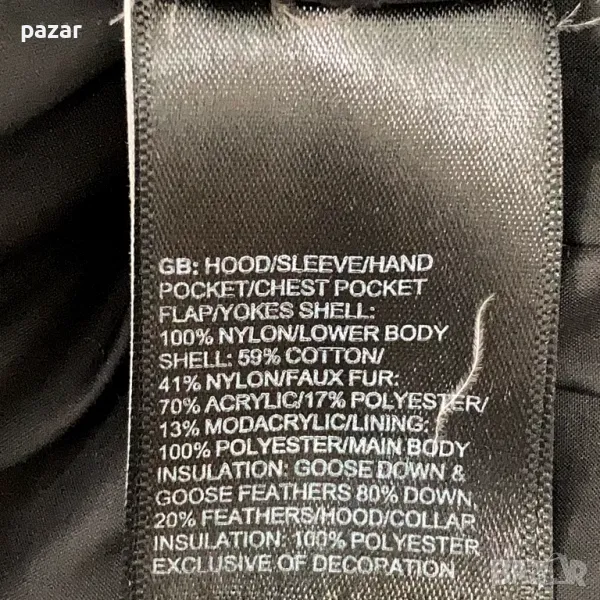 pazar
GB: HOOD/SLEEVE/HAND
POCKET/CHEST POCKET
FLAP/YOKES SHELL:
100% NYLON/LOWER BODY
SHELL: 59% COTTON/
41% NYLON/FAUX FUR:
70% ACRYLIC/17% POLYESTER/
13% MODACRYLIC/LINING:
100% POLYESTER/MAIN BODY
INSULATION: GOOSE DOWN &
GOOSE FEATHERS 80% DOWN,
20% FEATHERS/HOOD/COLLAR
INSULATION: 100% POLYESTER
EXCLUSIVE OF DECORATION
BAZAR